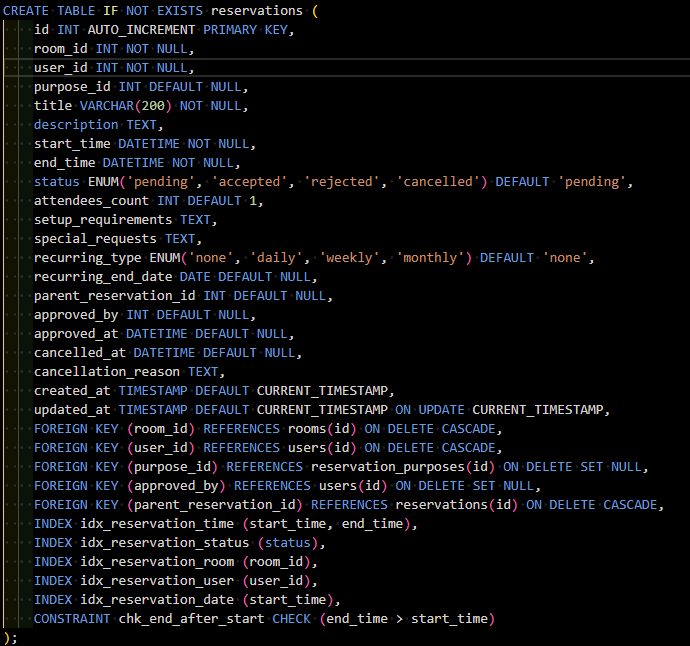 CREATE TABLE IF NOT EXISTS reservations (
    id INT AUTO_INCREMENT PRIMARY KEY,
    room_id INT NOT NULL,
    user_id INT NOT NULL,
    purpose_id INT DEFAULT NULL,
    title VARCHAR(200) NOT NULL,
    description TEXT,
    start_time DATETIME NOT NULL,
    end_time DATETIME NOT NULL,
    status ENUM('pending', 'accepted', 'rejected', 'cancelled') DEFAULT 'pending',
    attendees_count INT DEFAULT 1,
    setup_requirements TEXT,
    special_requests TEXT,
    recurring_type ENUM('none', 'daily', 'weekly', 'monthly') DEFAULT 'none',
    recurring_end_date DATE DEFAULT NULL,
    parent_reservation_id INT DEFAULT NULL,
    approved_by INT DEFAULT NULL,
    approved_at DATETIME DEFAULT NULL,
    cancelled_at DATETIME DEFAULT NULL,
    cancellation_reason TEXT,
    created_at TIMESTAMP DEFAULT CURRENT_TIMESTAMP,
    updated_at TIMESTAMP DEFAULT CURRENT_TIMESTAMP ON UPDATE CURRENT_TIMESTAMP,
    FOREIGN KEY (room_id) REFERENCES rooms(id) ON DELETE CASCADE,
    FOREIGN KEY (user_id) REFERENCES users(id) ON DELETE CASCADE,
    FOREIGN KEY (purpose_id) REFERENCES reservation_purposes(id) ON DELETE SET NULL,
    FOREIGN KEY (approved_by) REFERENCES users(id) ON DELETE SET NULL,
    FOREIGN KEY (parent_reservation_id) REFERENCES reservations(id) ON DELETE CASCADE,
    INDEX idx_reservation_time (start_time, end_time),
    INDEX idx_reservation_status (status),
    INDEX idx_reservation_room (room_id),
    INDEX idx_reservation_user (user_id),
    INDEX idx_reservation_date (start_time),
    CONSTRAINT chk_end_after_start CHECK (end_time > start_time)
);